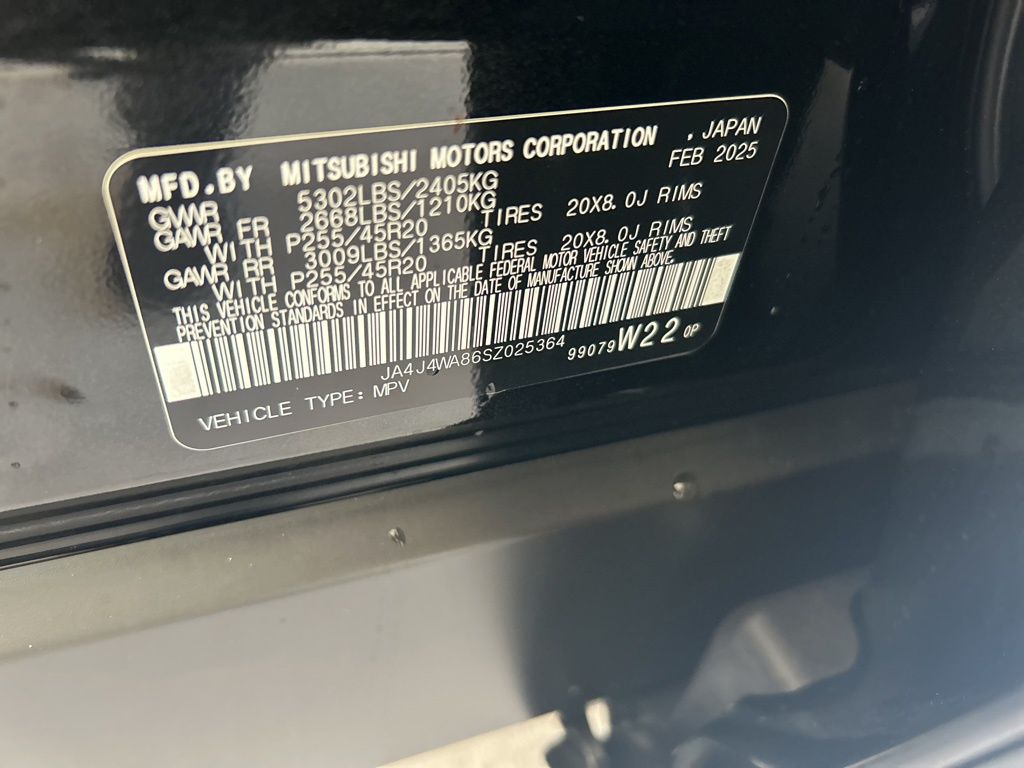 MFD.BY MITSUBISHI MOTORS CORPORATION . JAPAN
FEB 2025
GVWR 5302LBS/2405KG
GAWR FR 2668LBS/1210KG
WITH P255/45R20 TIRES 20X8.0J RIMS
GAWR RR 3009LBS/1365KG
WITH P255/45R20 TIRES 20X8.0J RIMS
THIS VEHICLE CONFORMS TO ALL APPLICABLE FEDERAL MOTOR VEHICLE SAFETY AND THEFT
PREVENTION STANDARDS IN EFFECT ON THE DATE OF MANUFACTURE SHOWN ABOVE.
JA4J4WA86SZ025364
99079W22 0P
VEHICLE TYPE: MPV